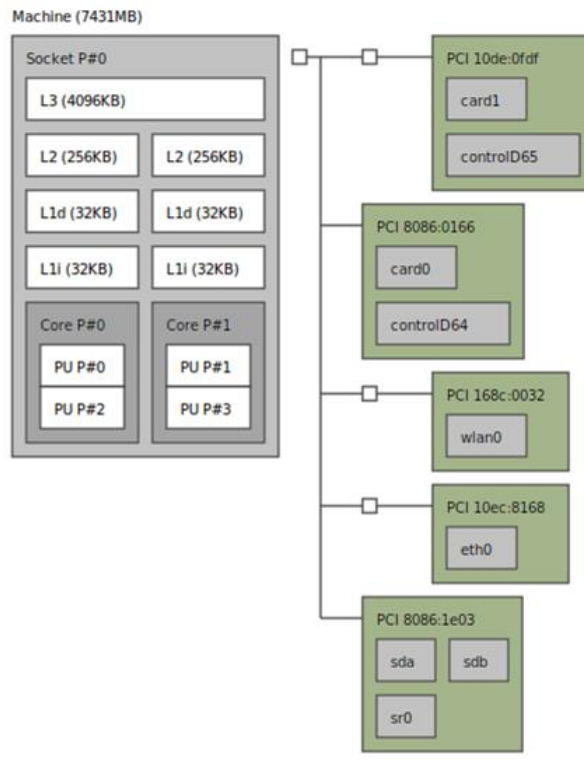 Machine (7431MB)
Socket P#0
L3 (4096KB)
L2 (256KB) L2 (256KB)
L1d (32KB) L1d (32KB)
L1i (32KB) L1i (32KB)
Core P#0 Core P#1
PU P#0 PU P#1
PU P#2 PU P#3
PCI 10de:0fdf
card1
controlD65
PCI 8086:0166
card0
controlD64
PCI 168c:0032
wlan0
PCI 10ec:8168
eth0
PCI 8086:1e03
sda sdb
sr0